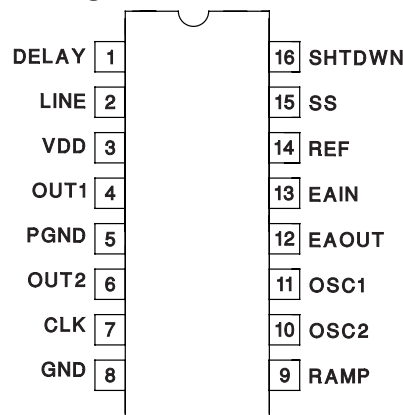 DELAY 1 16 SHTDWN
LINE 2 15 SS
VDD 3 14 REF
OUT1 4 13 EAIN
PGND 5 12 EAOUT
OUT2 6 11 OSC1
CLK 7 10 OSC2
GND 8 9 RAMP